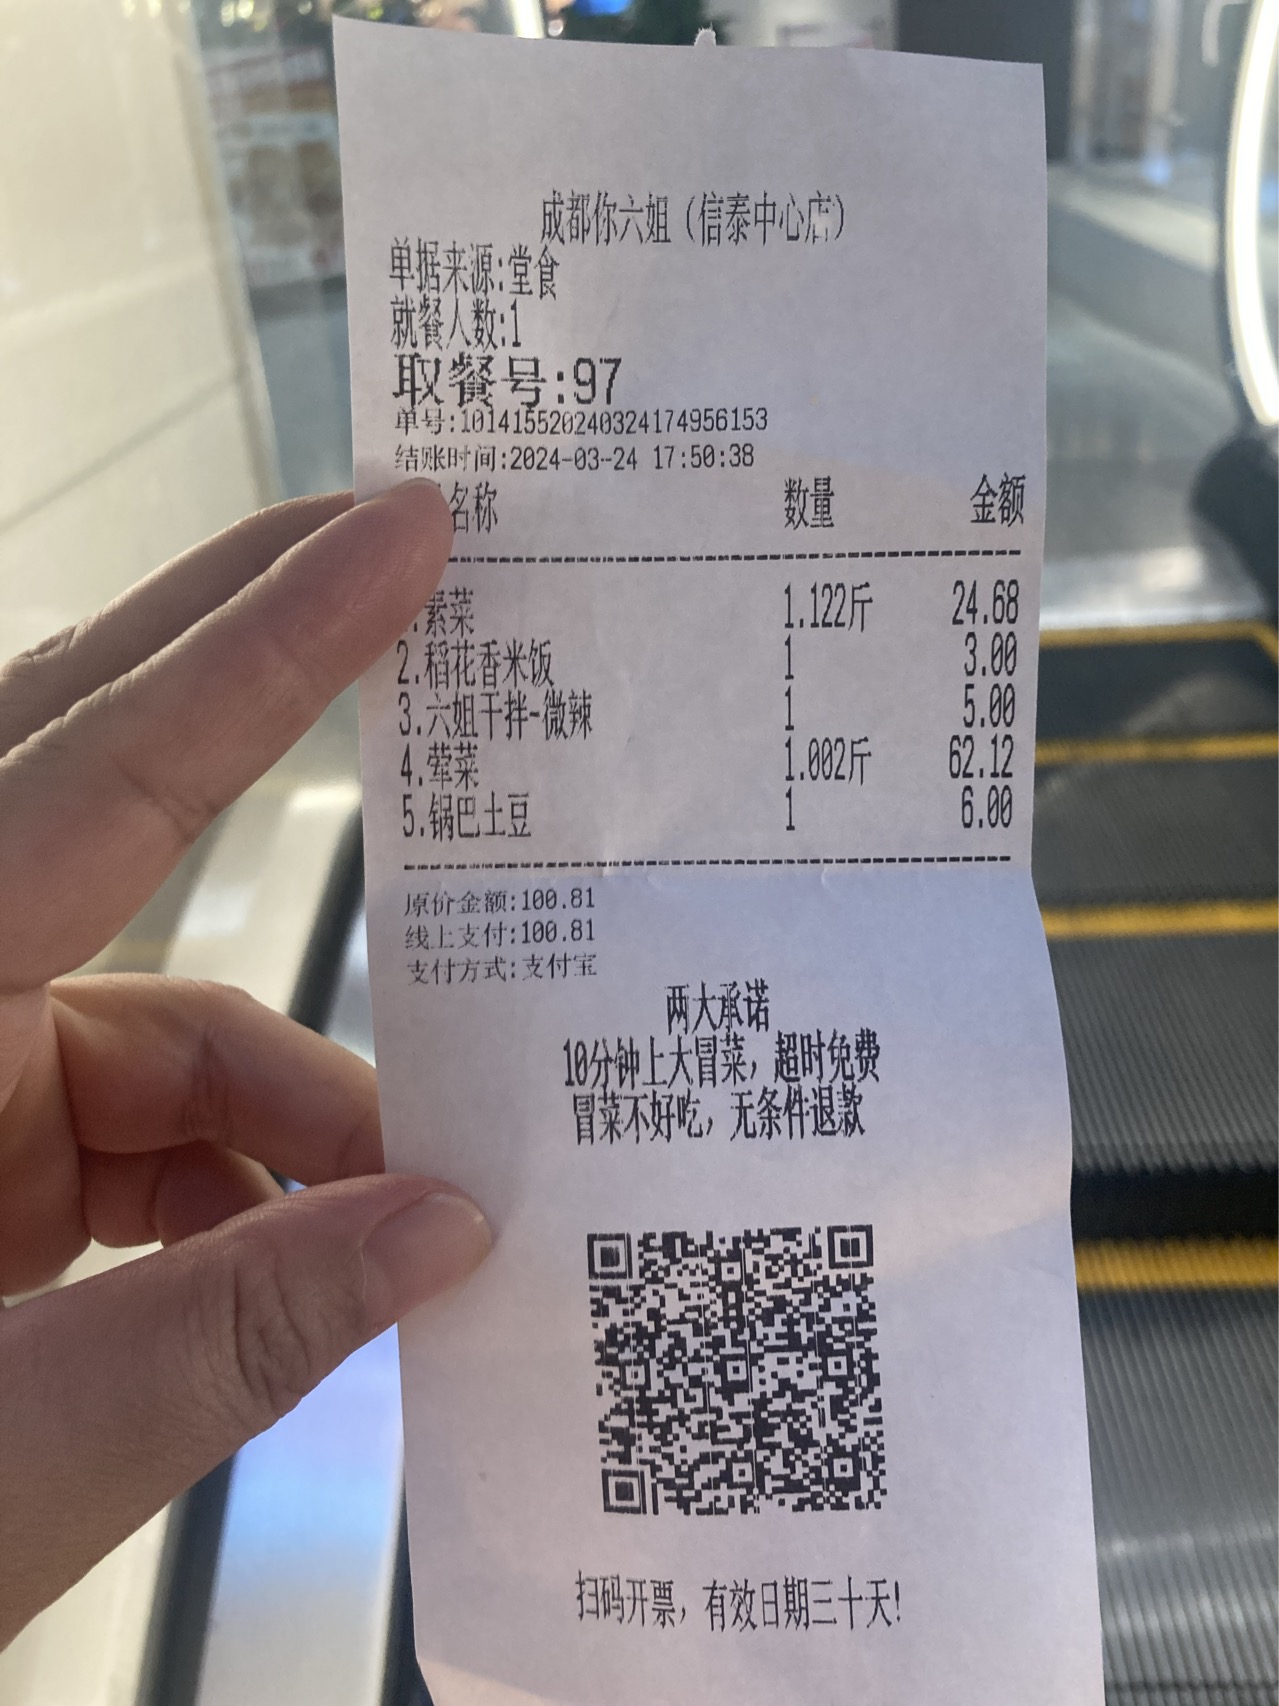 成都你六姐（信泰中心店）
单据来源:堂食
就餐人数:1
取餐号:97
单号:101415520240324174956153
结账时间:2024-03-24 17:50:38
名称 数量 金额
素菜 1.122斤 24.68
2.稻花香米饭 1 3.00
3.六姐干拌-微辣 1 5.00
4.荤菜 1.002斤 62.12
5.锅巴土豆 1 6.00
原价金额:100.81
线上支付:100.81
支付方式:支付宝
两大承诺
10分钟上大冒菜，超时免费
冒菜不好吃，无条件退款
扫码开票，有效日期三十天!